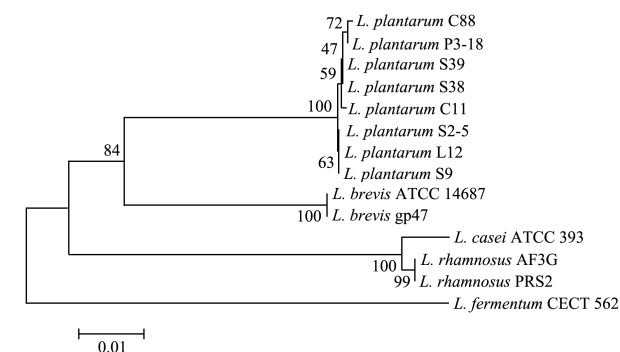 72
L. plantarum C88
47
L. plantarum P3-18
L. plantarum S39
59
L. plantarum S38
100
L. plantarum C11
L. plantarum S2-5
84
L. plantarum L12
63
L. plantarum S9
L. brevis ATCC 14687
100
L. brevis gp47
L. casei ATCC 393
L. rhamnosus AF3G
100
99
L. rhamnosus PRS2
L. fermentum CECT 562
0.01